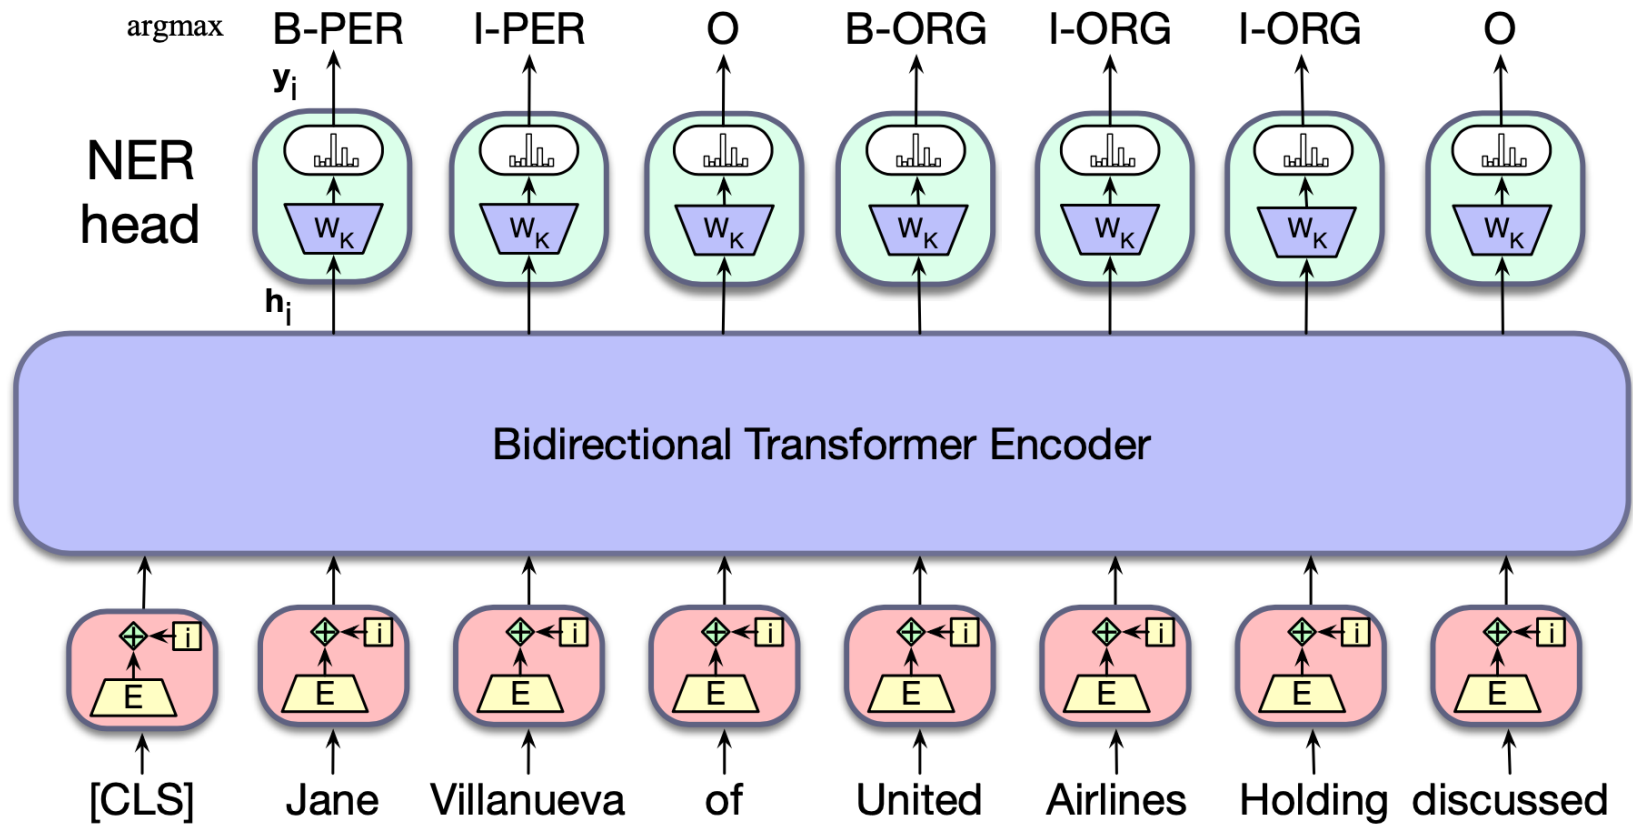 argmax B-PER I-PER O B-ORG I-ORG I-ORG O
yi
NER head
WK WK WK WK WK WK WK
hi
Bidirectional Transformer Encoder
i i i i i i i i
E E E E E E E E
[CLS] Jane Villanueva of United Airlines Holding discussed